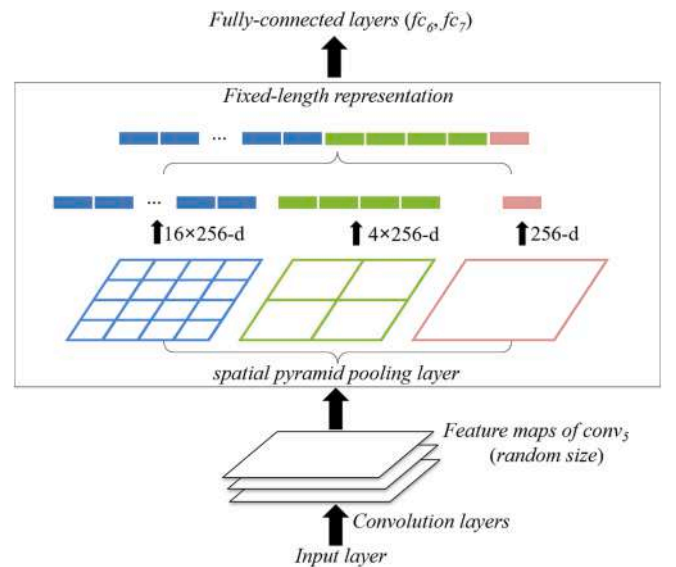 Fully-connected layers (fc6, fc7)
Fixed-length representation
...
...
16×256-d
4×256-d
256-d
spatial pyramid pooling layer
Feature maps of conv5
(random size)
Convolution layers
Input layer